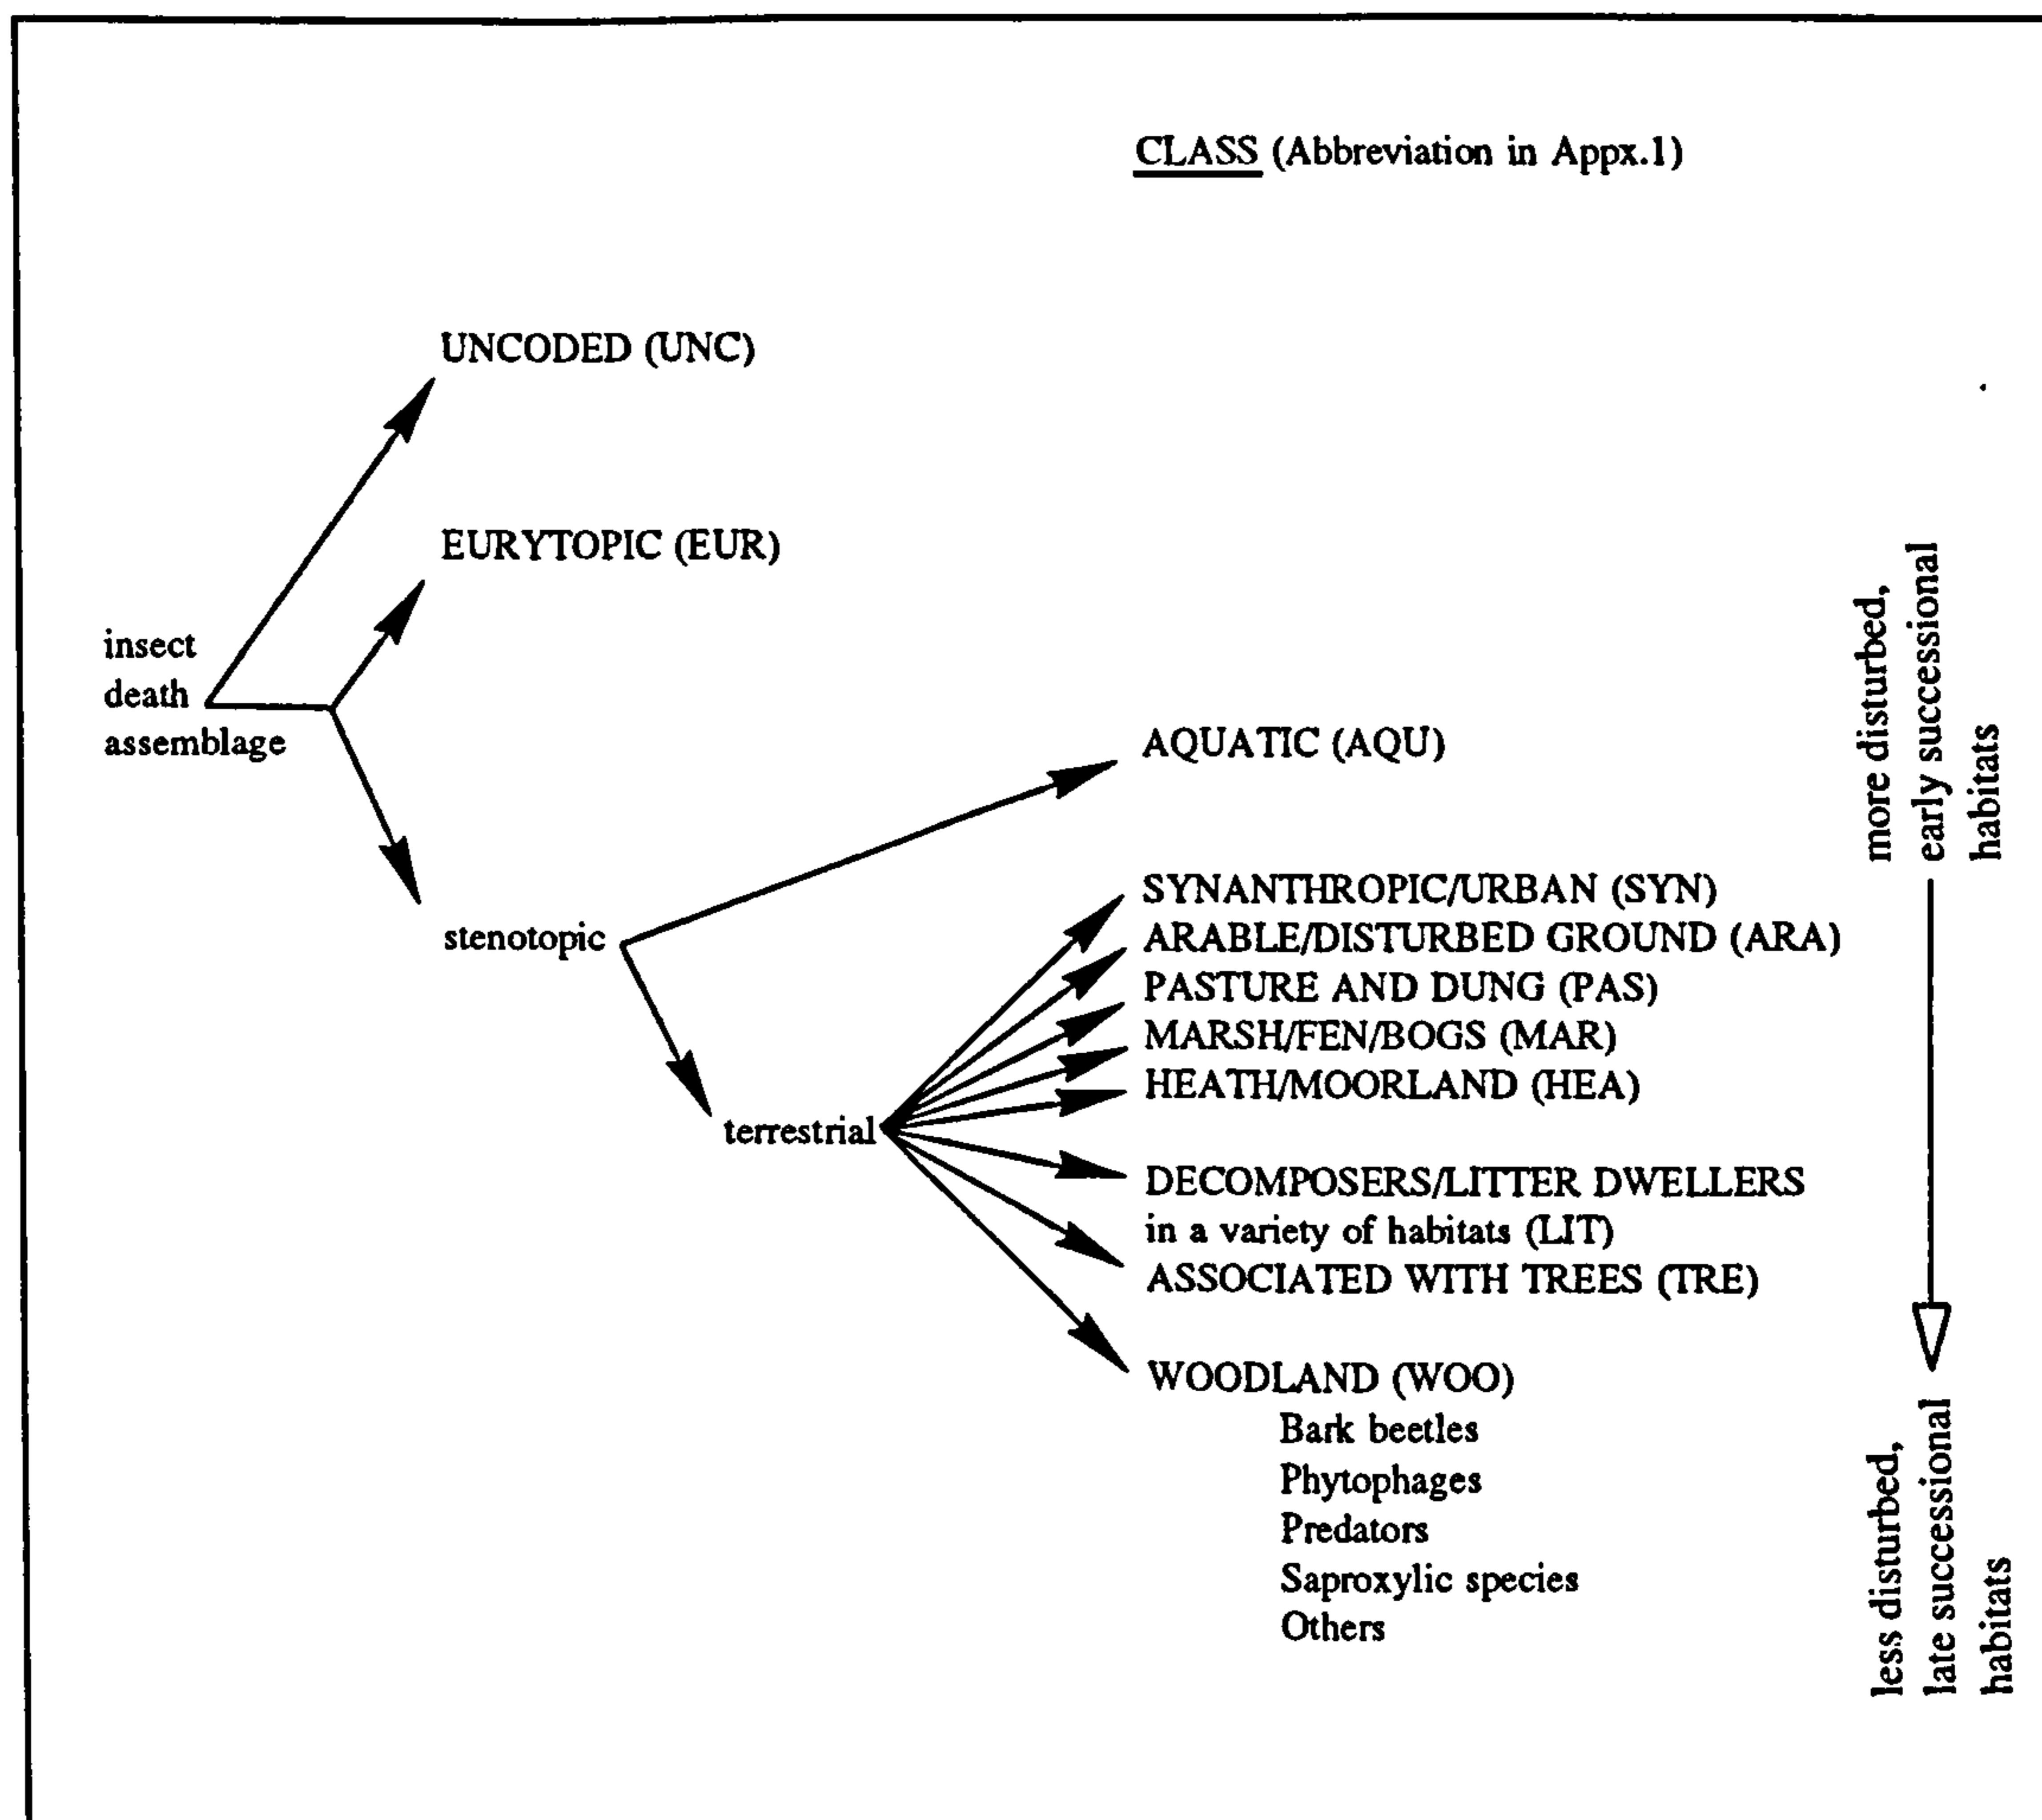 CLASS (Abbreviation in Appx.1)
UNCODED (UNC)
EURYTOPIC (EUR)
insect
death
assemblage
stenotopic
terrestrial
AQUATIC (AQU)
SYNANTHROPIC/URBAN (SYN)
ARABLE/DISTURBED GROUND (ARA)
PASTURE AND DUNG (PAS)
MARSH/FEN/BOGS (MAR)
HEATH/MOORLAND (HEA)
DECOMPOSERS/LITTER DWELLERS
in a variety of habitats (LIT)
ASSOCIATED WITH TREES (TRE)
WOODLAND (WOO)
Bark beetles
Phytophages
Predators
Saproxylic species
Others
more disturbed,
early successional
habitats
less disturbed,
late successional
habitats